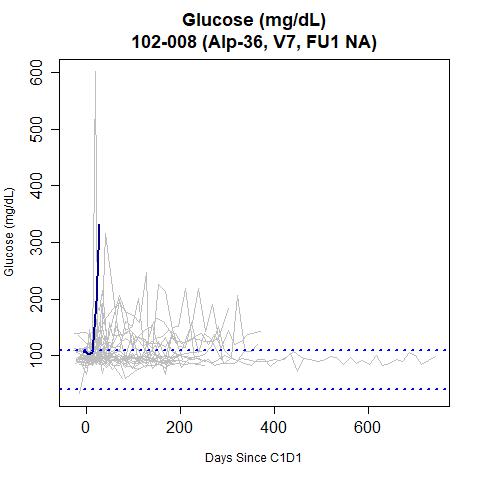 Glucose (mg/dL)
102-008 (Alp-36, V7, FU1 NA)
Glucose (mg/dL)
600
500
400
300
200
100
0 200 400 600
Days Since C1D1